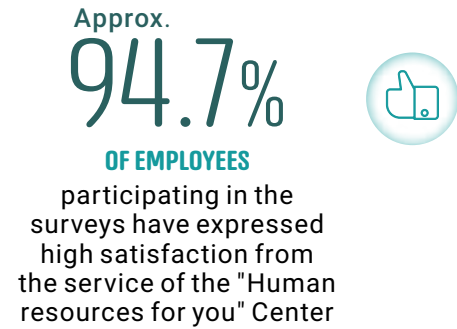 Approx.
94.7%
OF EMPLOYEES
participating in the
surveys have expressed
high satisfaction from
the service of the "Human
resources for you" Center